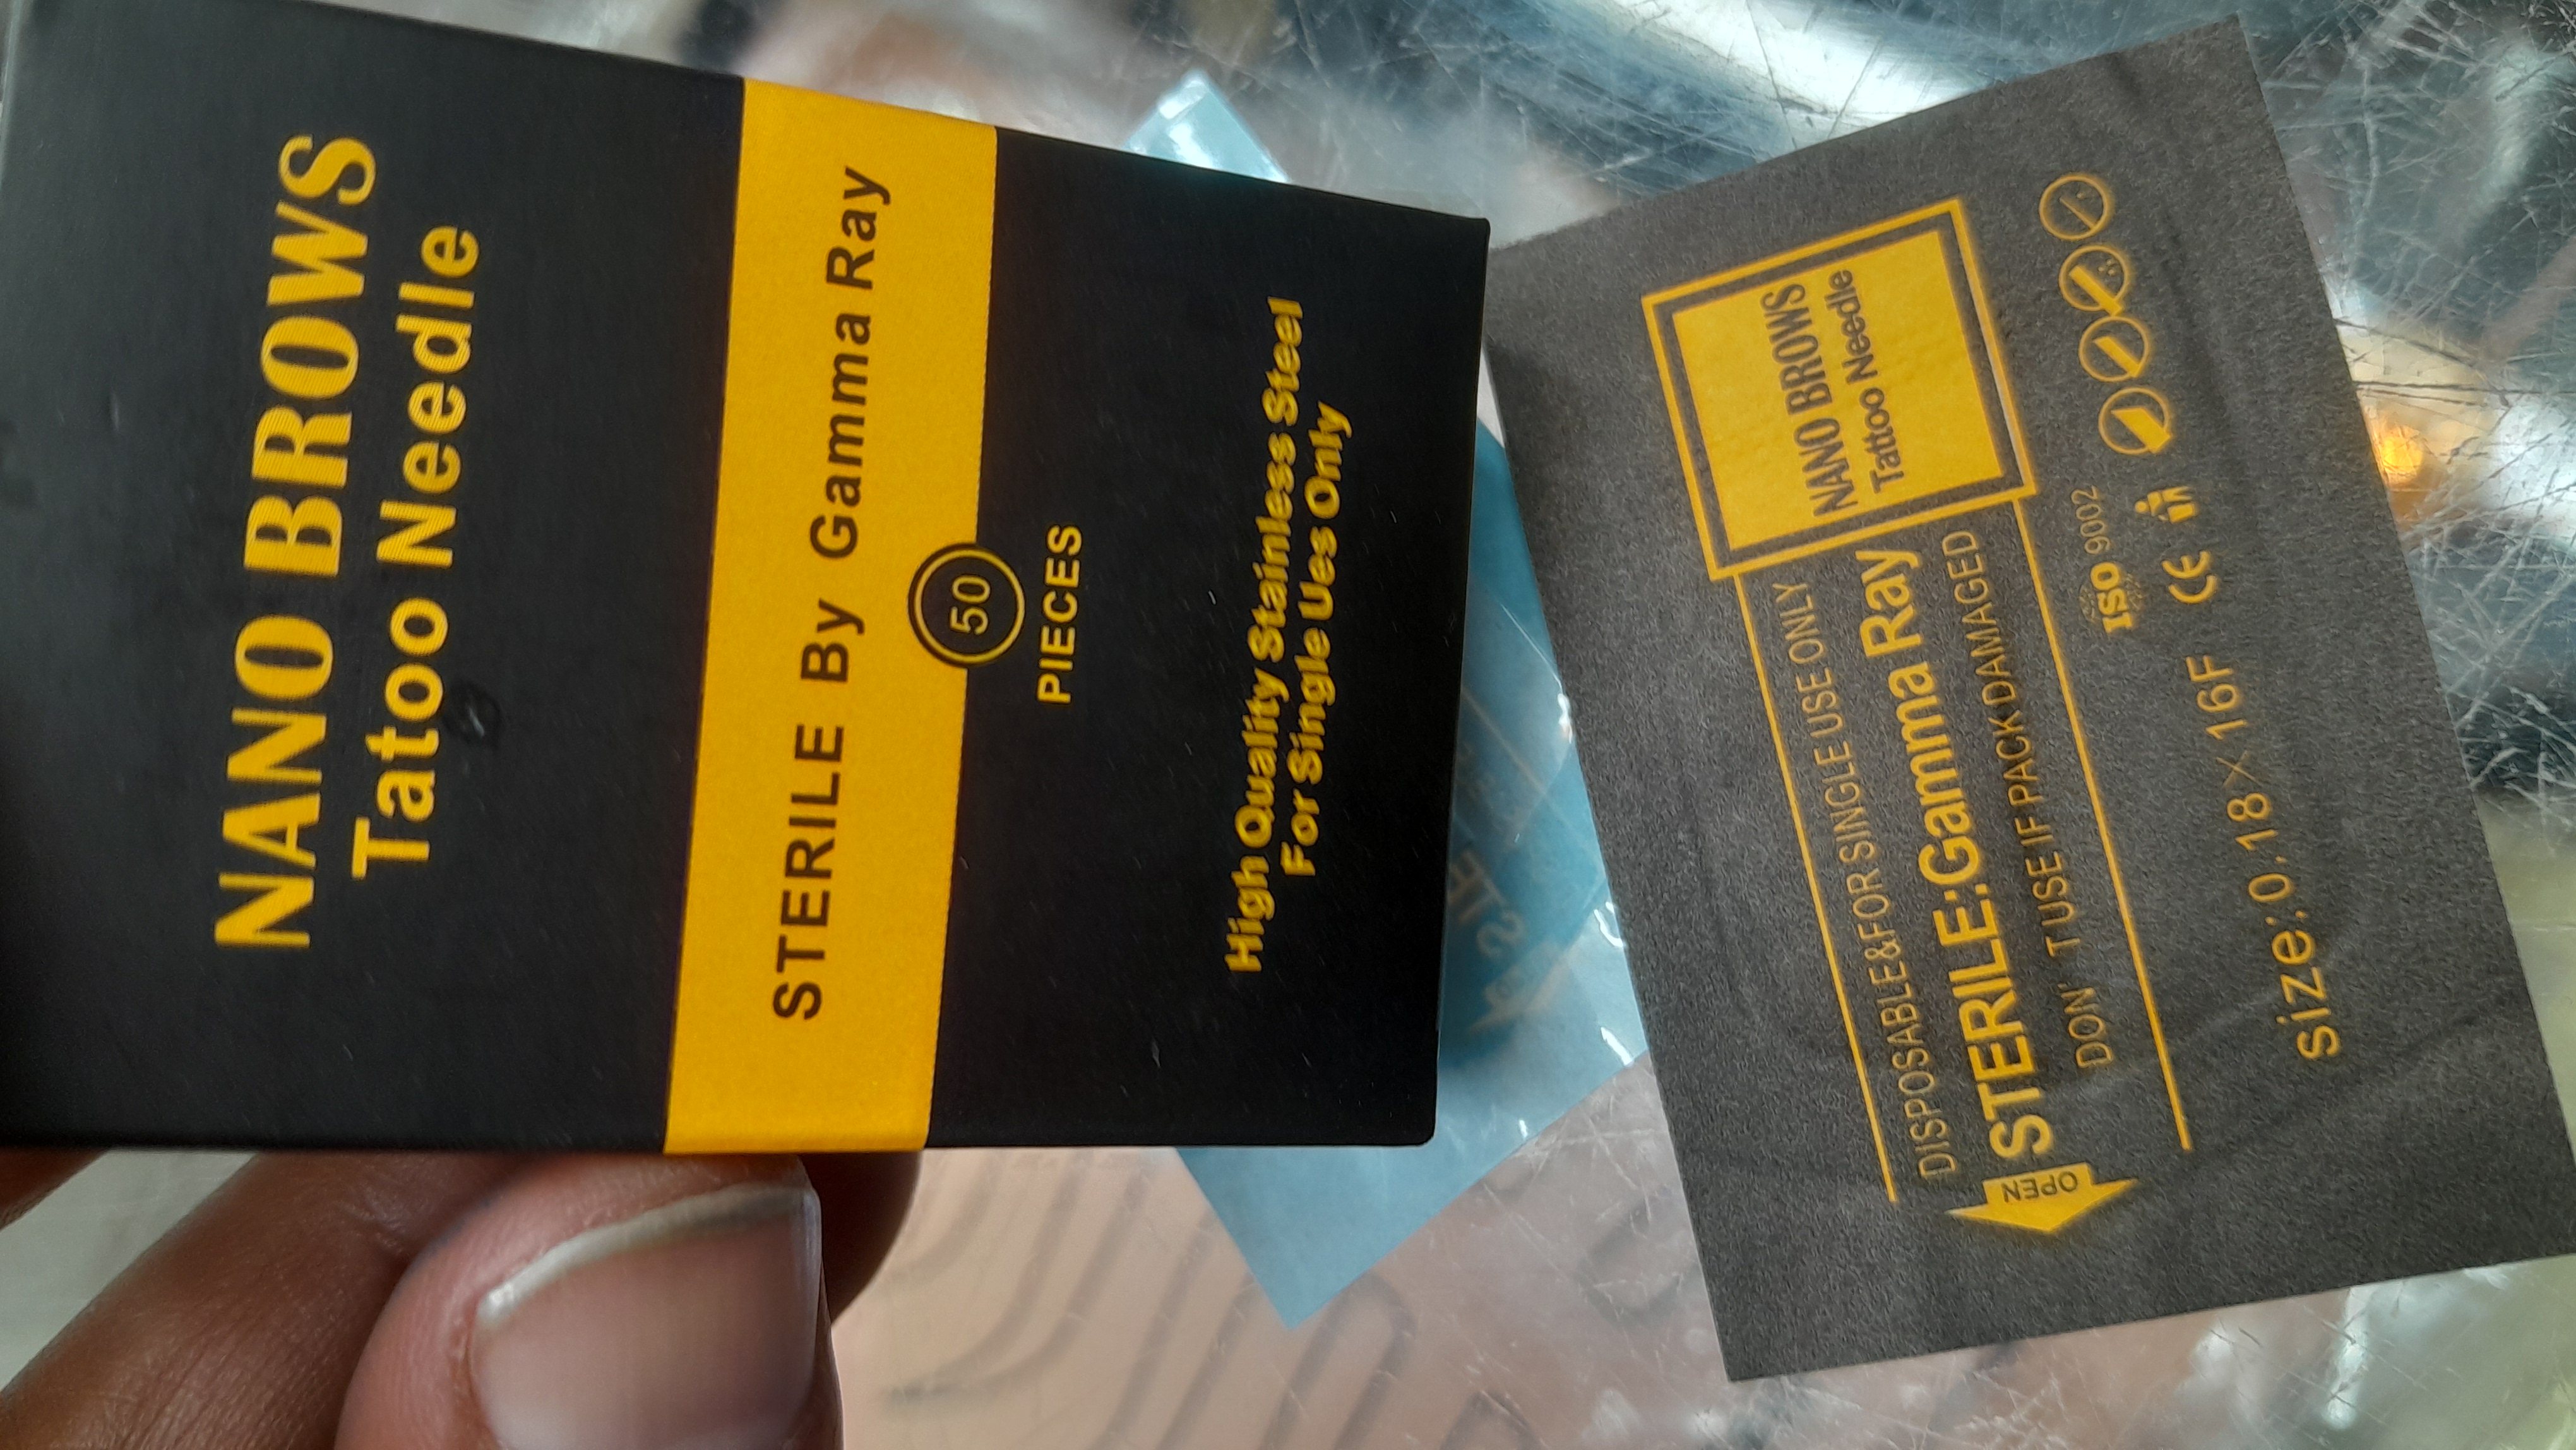 NANO BROWS
Tatoo Needle
STERILE By Gamma Ray
50
PIECES
High Quality Stainless Steel
For Single Ues Only
NANO BROWS
Tattoo Needle
DISPOSABLE&FOR SINGLE USE ONLY
STERILE:Gamma Ray
DON' T USE IF PACK DAMAGED
OPEN
ISO 9002
CE
size:0.18×16F